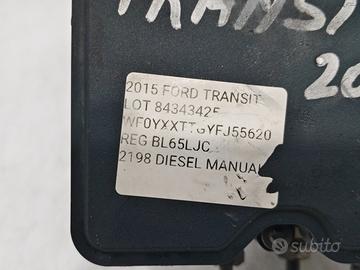 TRANSI
20
2015 FORD TRANSIT
LOT 84343425
WF0YXXTTGYFJ55620
REG BL65LJC
2198 DIESEL MANUAL
subito